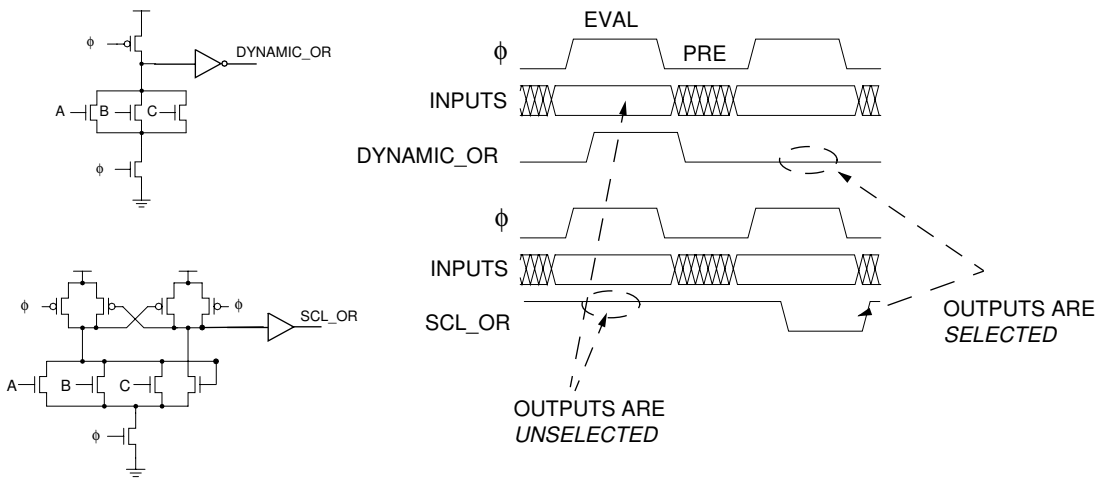 ϕ
DYNAMIC_OR
A
B
C
ϕ
ϕ
ϕ
SCL_OR
A
B
C
ϕ
EVAL
ϕ
PRE
INPUTS
DYNAMIC_OR
ϕ
INPUTS
SCL_OR
OUTPUTS ARE
SELECTED
OUTPUTS ARE
UNSELECTED